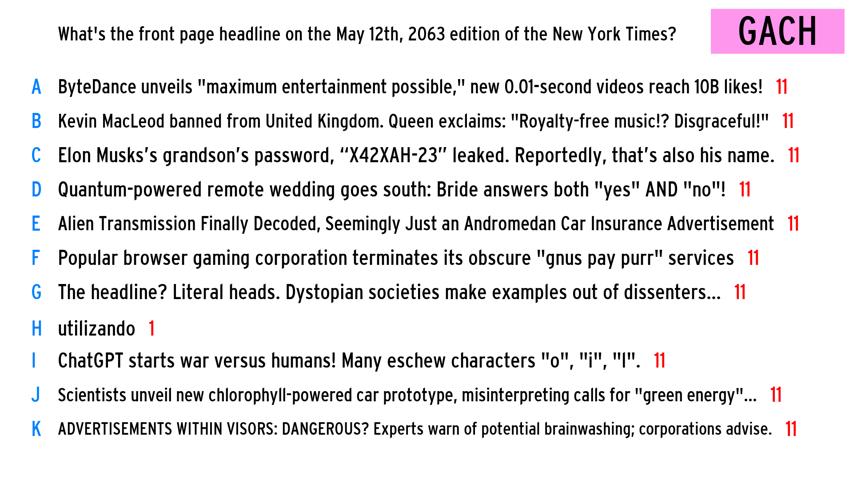 What's the front page headline on the May 12th, 2063 edition of the New York Times?
GACH
A ByteDance unveils "maximum entertainment possible," new 0.01-second videos reach 10B likes! 11
B Kevin MacLeod banned from United Kingdom. Queen exclaims: "Royalty-free music!? Disgraceful!" 11
C Elon Musks’s grandson’s password, “X42XAH-23” leaked. Reportedly, that’s also his name. 11
D Quantum-powered remote wedding goes south: Bride answers both "yes" AND "no"! 11
E Alien Transmission Finally Decoded, Seemingly Just an Andromedan Car Insurance Advertisement 11
F Popular browser gaming corporation terminates its obscure "gnus pay purr" services 11
G The headline? Literal heads. Dystopian societies make examples out of dissenters... 11
H utilizando 1
I ChatGPT starts war versus humans! Many eschew characters "o", "i", "l". 11
J Scientists unveil new chlorophyll-powered car prototype, misinterpreting calls for "green energy"... 11
K ADVERTISEMENTS WITHIN VISORS: DANGEROUS? Experts warn of potential brainwashing; corporations advise. 11